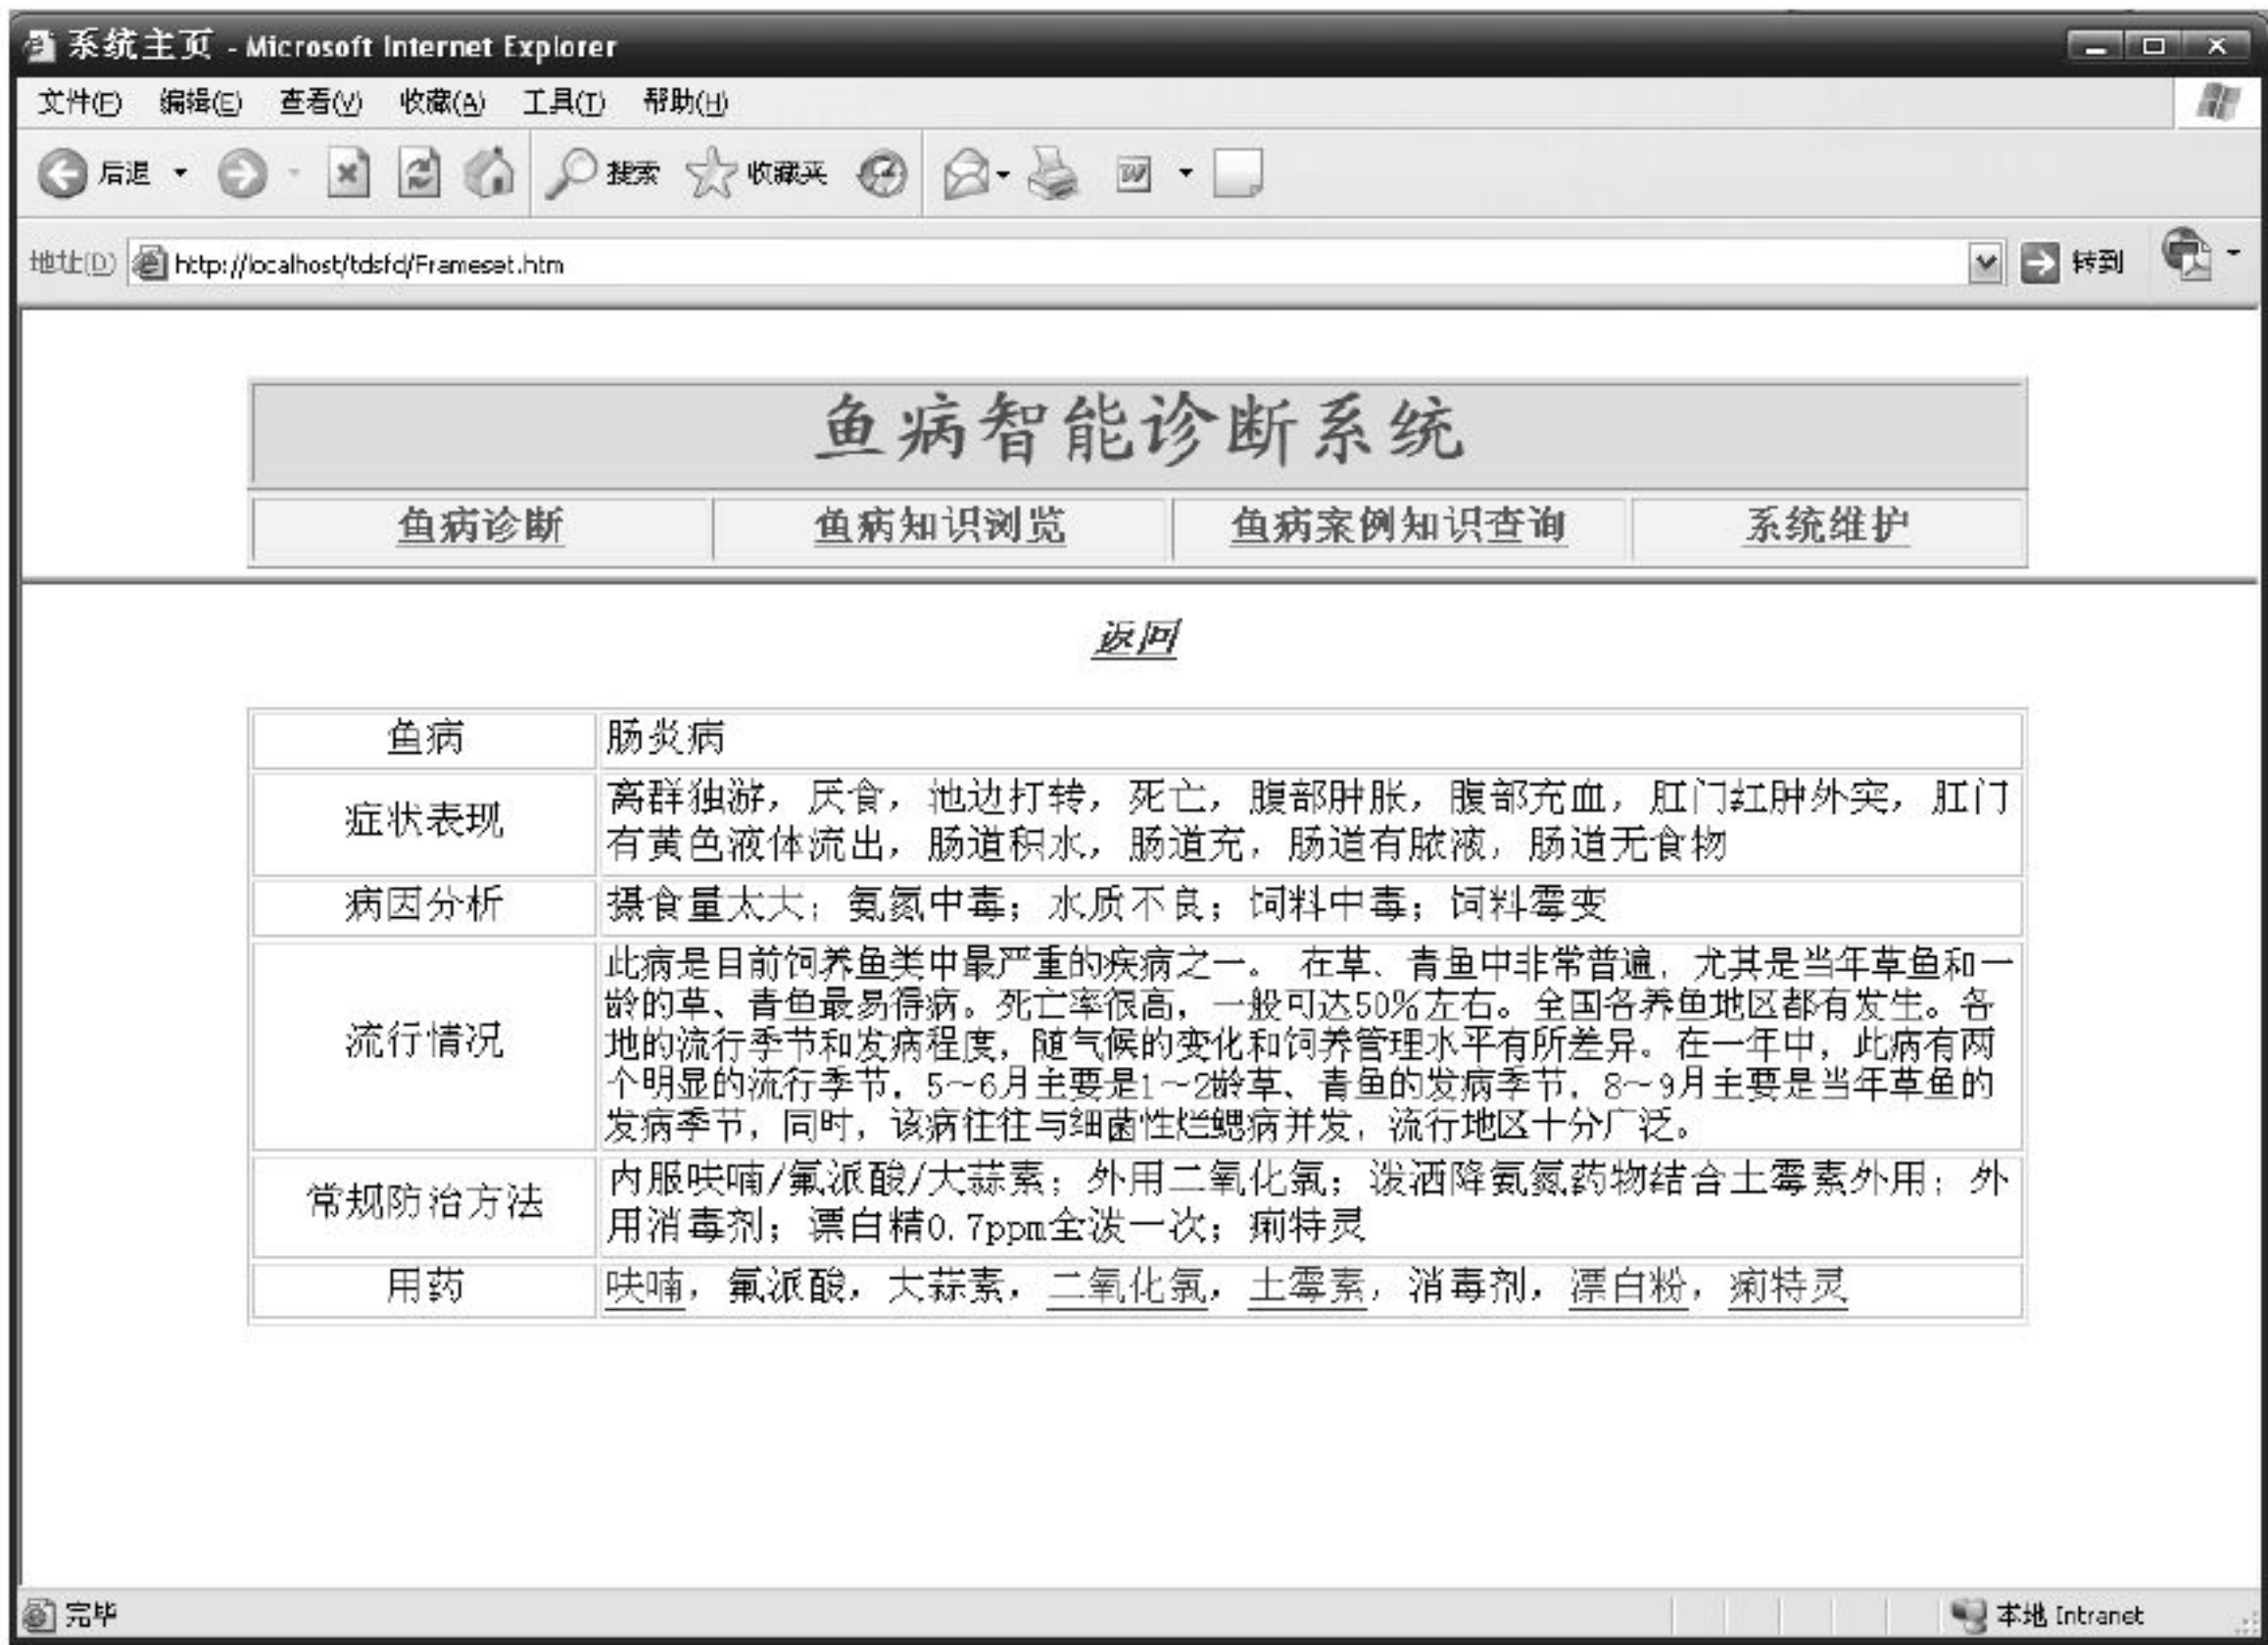 系统主页 - Microsoft Internet Explorer
文件(F) 编辑(E) 查看(V) 收藏(A) 工具(T) 帮助(H)
后退 搜索 收藏夹
地址(D) http://localhost/tdsfd/Frameset.htm 转到
鱼病智能诊断系统
鱼病诊断 鱼病知识浏览 鱼病案例知识查询 系统维护
返回
鱼病 肠炎病
症状表现 离群独游，厌食，池边打转，死亡，腹部肿胀，腹部充血，肛门红肿外突，肛门
有黄色液体流出，肠道积水，肠道充，肠道有脓液，肠道无食物
病因分析 摄食量太大；氨氮中毒；水质不良；饲料中毒；饲料霉变
流行情况 此病是目前饲养鱼类中最严重的疾病之一。 在草、青鱼中非常普遍，尤其是当年草鱼和一
龄的草、青鱼最易得病。死亡率很高，一般可达50%左右。全国各养鱼地区都有发生。各
地的流行季节和发病程度，随气候的变化和饲养管理水平有所差异。在一年中，此病有两
个明显的流行季节，5～6月主要是1～2龄草、青鱼的发病季节，8～9月主要是当年草鱼的
发病季节，同时，该病往往与细菌性烂鳃病并发，流行地区十分广泛。
常规防治方法 内服呋喃/氟派酸/大蒜素；外用二氧化氯；泼洒降氨氮药物结合土霉素外用；外
用消毒剂；漂白精0.7ppm全泼一次；痢特灵
用药 呋喃，氟派酸，大蒜素，二氧化氯，土霉素，消毒剂，漂白粉，痢特灵
完毕 本地 Intranet